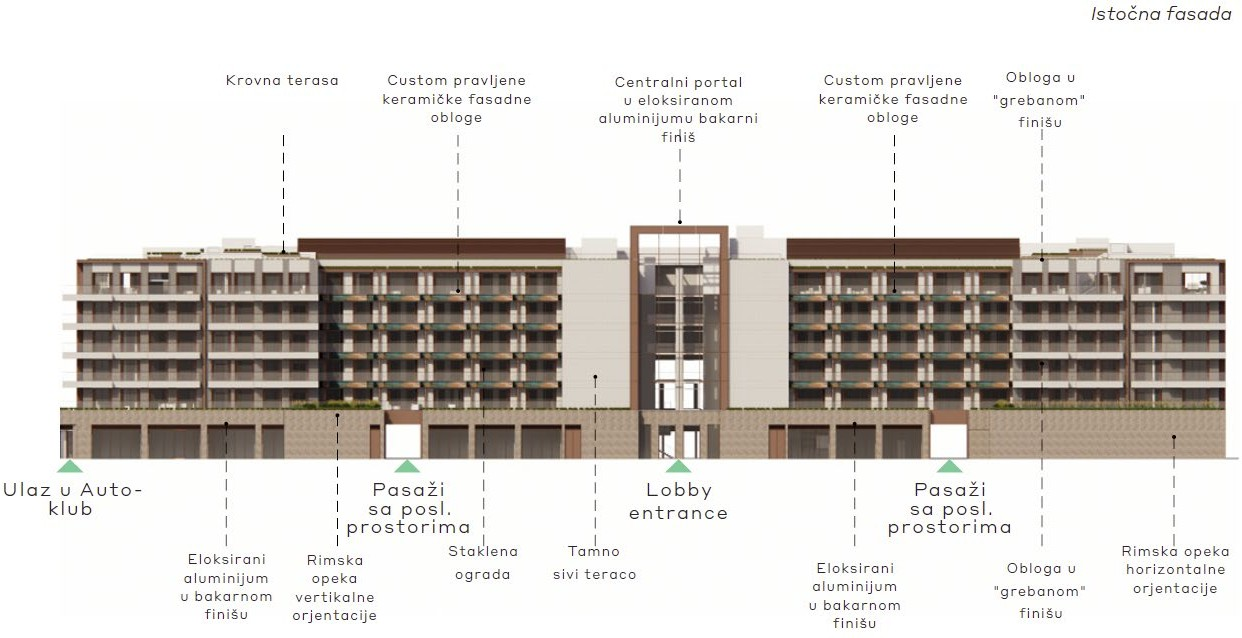 Istočna fasada
Krovna terasa
Custom pravljene
keramičke fasadne
obloge
Centralni portal
u eloksiranom
aluminijumu bakarni
finiš
Custom pravljene
keramičke fasadne
obloge
Obloga u
"grebanom"
finišu
Ulaz u Auto-
klub
Pasaži
sa posl.
prostorima
Lobby
entrance
Pasaži
sa posl.
prostorima
Eloksirani
aluminijum
u bakarnom
finišu
Rimska
opeka
vertikalne
orjentacije
Staklena
ograda
Tamno
sivi teraco
Eloksirani
aluminijum
u bakarnom
finišu
Obloga u
"grebanom"
finišu
Rimska opeka
horizontalne
orjentacije